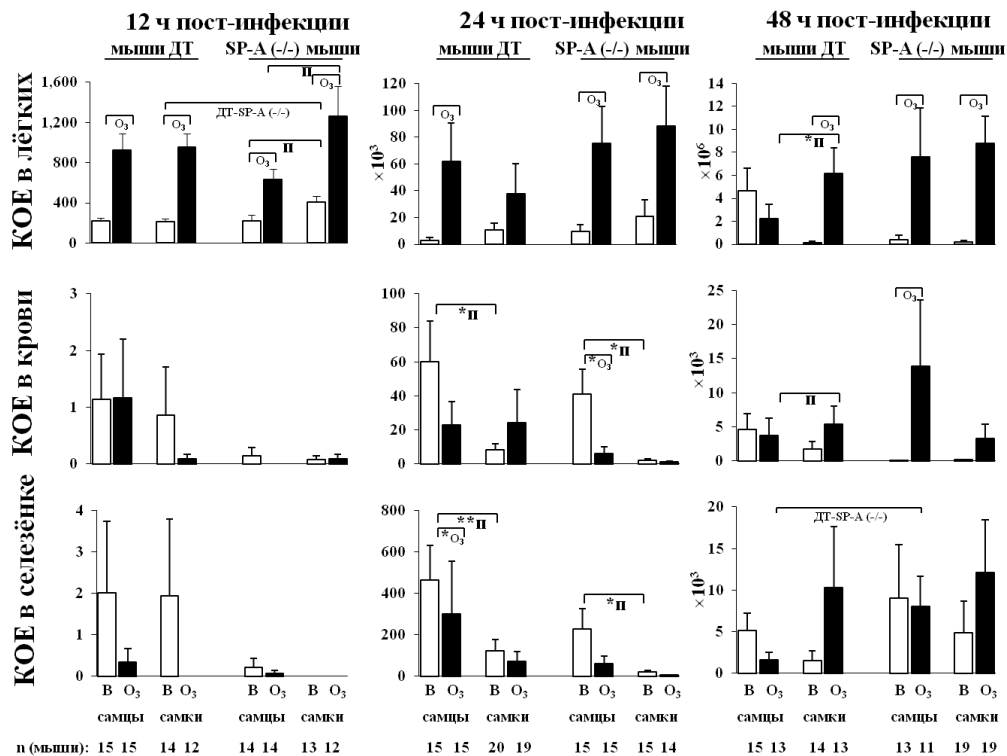 12 ч пост-инфекции 24 ч пост-инфекции 48 ч пост-инфекции
мыши ДТ SP-A (-/-) мыши мыши ДТ SP-A (-/-) мыши мыши ДТ SP-A (-/-) мыши
КОЕ в лёгких
1,600
1,200
800
400
0
O₃ O₃ O₃ O₃
ДТ-SP-A (-/-)
П
П
×10³
120
100
80
60
40
20
0
O₃ O₃ O₃
×10⁶
14
12
10
8
6
4
2
0
*П
O₃ O₃ O₃
КОЕ в крови
3
2
1
0
100
80
60
40
20
0
*П
*П
*O₃
×10³
25
20
15
10
5
0
П
O₃
КОЕ в селезёнке
4
3
2
1
0
800
600
400
200
0
**П
*O₃
*П
×10³
20
15
10
5
0
ДТ-SP-A (-/-)
В O₃ В O₃ В O₃ В O₃ В O₃ В O₃ В O₃ В O₃ В O₃ В O₃ В O₃ В O₃
самцы самки самцы самки самцы самки самцы самки самцы самки самцы самки
n (мыши): 15 15 14 12 14 14 13 12 15 15 20 19 15 15 15 14 15 13 14 13 13 11 19 19